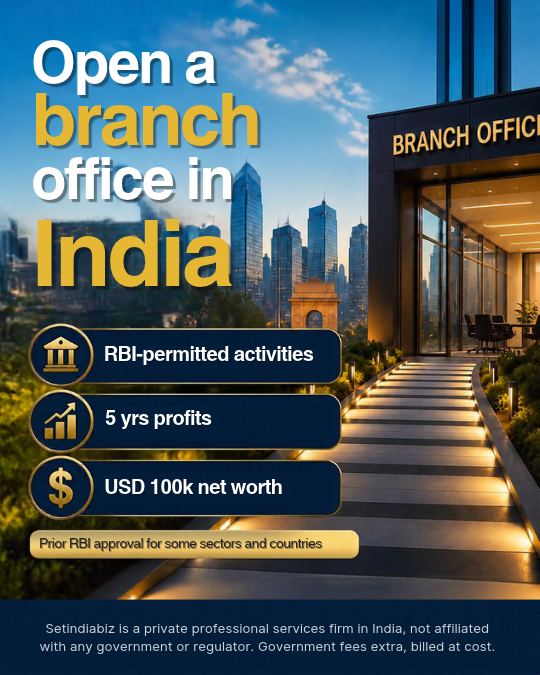 Open a
branch
office in
India
BRANCH OFFICE
RBI-permitted activities
5 yrs profits
$
USD 100k net worth
Prior RBI approval for some sectors and countries
Setindiabiz is a private professional services firm in India, not affiliated
with any government or regulator. Government fees extra, billed at cost.